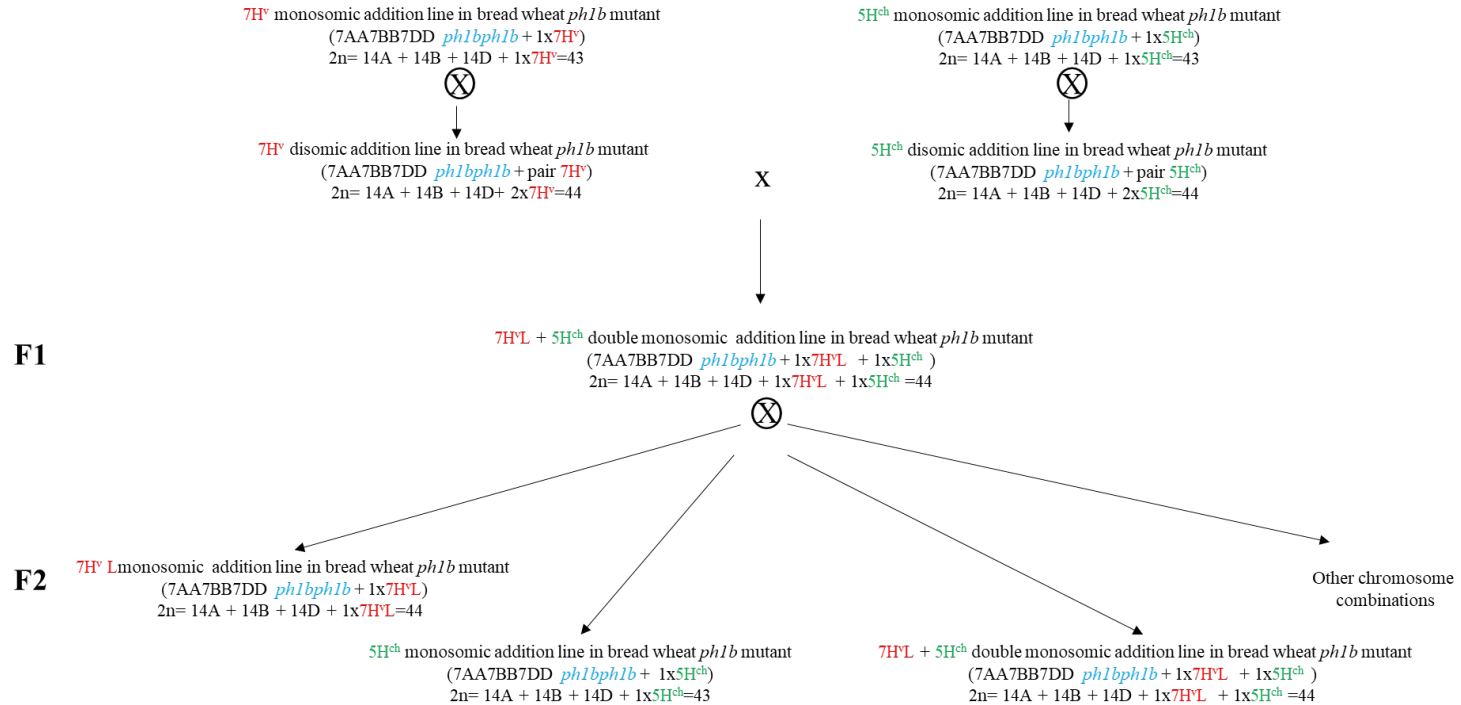 7Hᵛ monosomic addition line in bread wheat ph1b mutant
(7AA7BB7DD ph1bph1b + 1x7Hᵛ)
2n= 14A + 14B + 14D + 1x7Hᵛ=43
X
5Hᶜʰ monosomic addition line in bread wheat ph1b mutant
(7AA7BB7DD ph1bph1b + 1x5Hᶜʰ)
2n= 14A + 14B + 14D + 1x5Hᶜʰ=43
X
7Hᵛ disomic addition line in bread wheat ph1b mutant
(7AA7BB7DD ph1bph1b + pair 7Hᵛ)
2n= 14A + 14B + 14D+ 2x7Hᵛ=44
x
5Hᶜʰ disomic addition line in bread wheat ph1b mutant
(7AA7BB7DD ph1bph1b + pair 5Hᶜʰ)
2n= 14A + 14B + 14D + 2x5Hᶜʰ=44
F1
7HᵛL + 5Hᶜʰ double monosomic addition line in bread wheat ph1b mutant
(7AA7BB7DD ph1bph1b + 1x7HᵛL + 1x5Hᶜʰ )
2n= 14A + 14B + 14D + 1x7HᵛL + 1x5Hᶜʰ =44
X
F2
7Hᵛ Lmonosomic addition line in bread wheat ph1b mutant
(7AA7BB7DD ph1bph1b + 1x7HᵛL)
2n= 14A + 14B + 14D + 1x7HᵛL=44
5Hᶜʰ monosomic addition line in bread wheat ph1b mutant
(7AA7BB7DD ph1bph1b + 1x5Hᶜʰ)
2n= 14A + 14B + 14D + 1x5Hᶜʰ=43
7HᵛL + 5Hᶜʰ double monosomic addition line in bread wheat ph1b mutant
(7AA7BB7DD ph1bph1b + 1x7HᵛL + 1x5Hᶜʰ )
2n= 14A + 14B + 14D + 1x7HᵛL + 1x5Hᶜʰ =44
Other chromosome
combinations